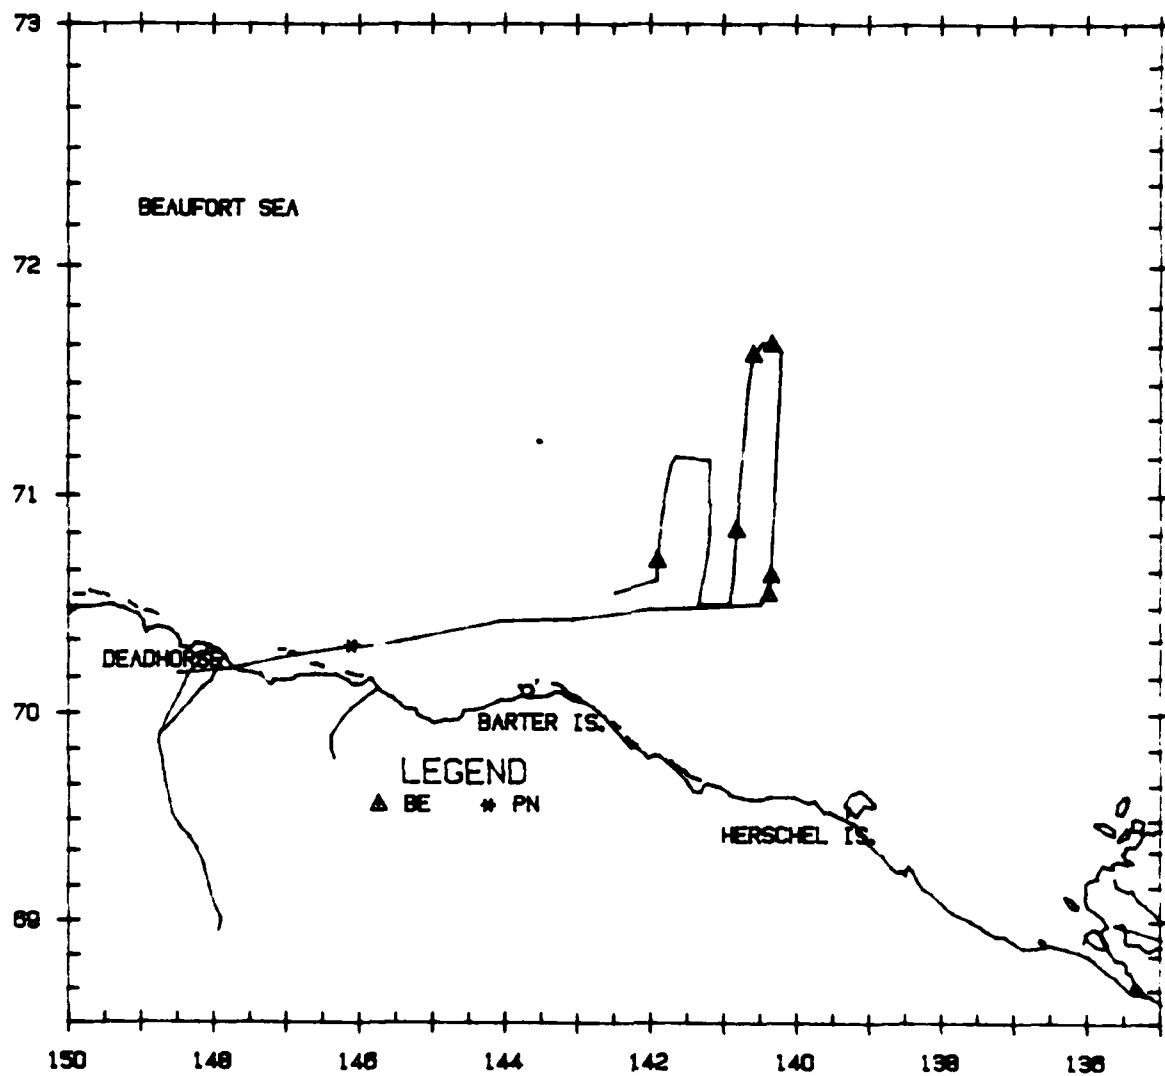 73
BEAUFORT SEA
72
71
DEADHORSE
70
BARTER IS.
LEGEND
BE PN
HERSCHEL IS.
69
150 148 146 144 142 140 138 136